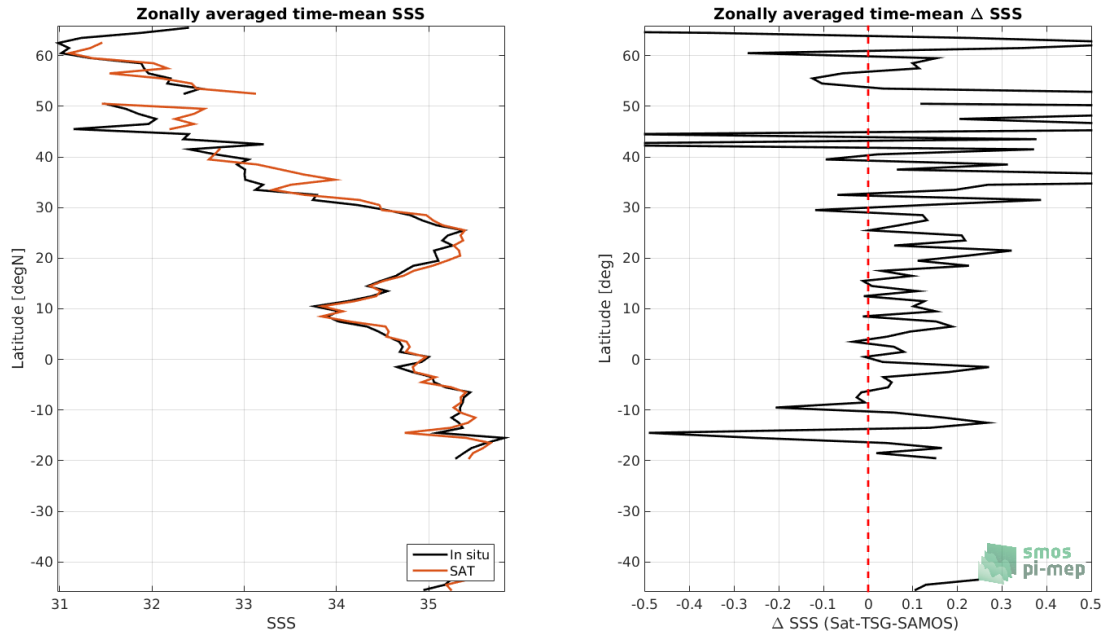 Zonally averaged time-mean SSS
60
50
40
30
20
10
0
-10
-20
-30
-40
Latitude [degN]
31 32 33 34 35
SSS
In situ
SAT
Zonally averaged time-mean Δ SSS
60
50
40
30
20
10
0
-10
-20
-30
-40
Latitude [deg]
-0.5 -0.4 -0.3 -0.2 -0.1 0 0.1 0.2 0.3 0.4 0.5
Δ SSS (Sat-TSG-SAMOS)
smos
pi-mep